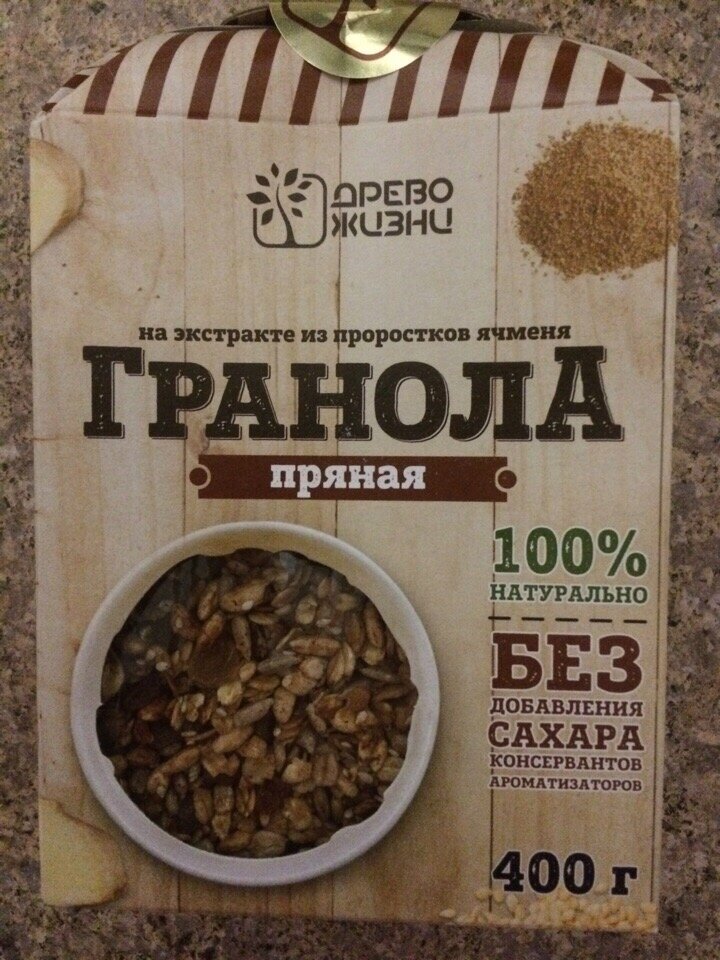 ДРЕВО
ЖИЗНИ
на экстракте из проростков ячменя
ГРАНОЛА
пряная
100%
НАТУРАЛЬНО
БЕЗ
ДОБАВЛЕНИЯ
САХАРА
КОНСЕРВАНТОВ
АРОМАТИЗАТОРОВ
400 г